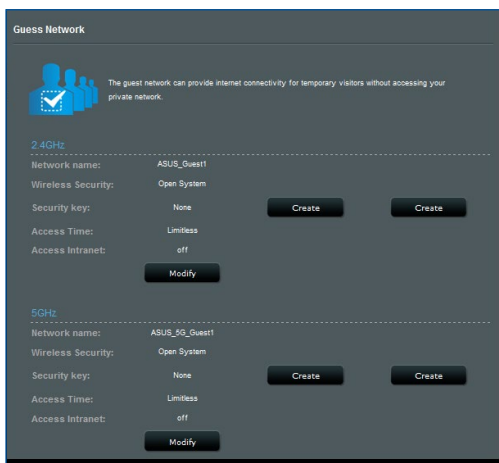 Guess Network
The guest network can provide internet connectivity for temporary visitors without accessing your
private network.
2.4GHz
Network name: ASUS_Guest1
Wireless Security: Open System
Security key: None Create Create
Access Time: Limitless
Access Intranet: off
Modify
5GHz
Network name: ASUS_5G_Guest1
Wireless Security: Open System
Security key: None Create Create
Access Time: Limitless
Access Intranet: off
Modify